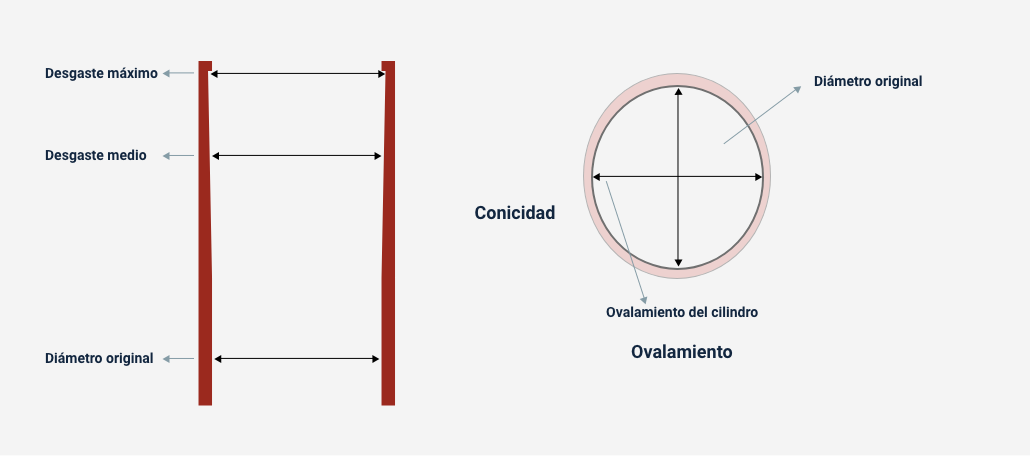 Desgaste máximo
Desgaste medio
Diámetro original
Conicidad
Diámetro original
Ovalamiento del cilindro
Ovalamiento